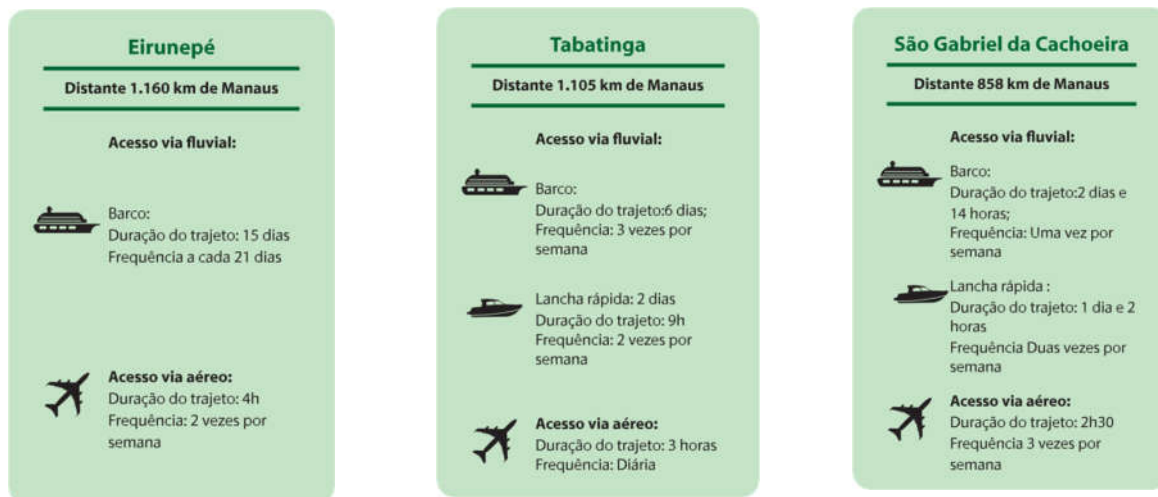 Eirunepé
Distante 1.160 km de Manaus
Acesso via fluvial:
Barco:
Duração do trajeto: 15 dias
Frequência a cada 21 dias
Acesso via aéreo:
Duração do trajeto: 4h
Frequência: 2 vezes por
semana
Tabatinga
Distante 1.105 km de Manaus
Acesso via fluvial:
Barco:
Duração do trajeto:6 dias;
Frequência: 3 vezes por
semana
Lancha rápida: 2 dias
Duração do trajeto: 9h
Frequência: 2 vezes por
semana
Acesso via aéreo:
Duração do trajeto: 3 horas
Frequência: Diária
São Gabriel da Cachoeira
Distante 858 km de Manaus
Acesso via fluvial:
Barco:
Duração do trajeto:2 dias e
14 horas;
Frequência: Uma vez por
semana
Lancha rápida :
Duração do trajeto: 1 dia e 2
horas
Frequência Duas vezes por
semana
Acesso via aéreo:
Duração do trajeto: 2h30
Frequência 3 vezes por
semana